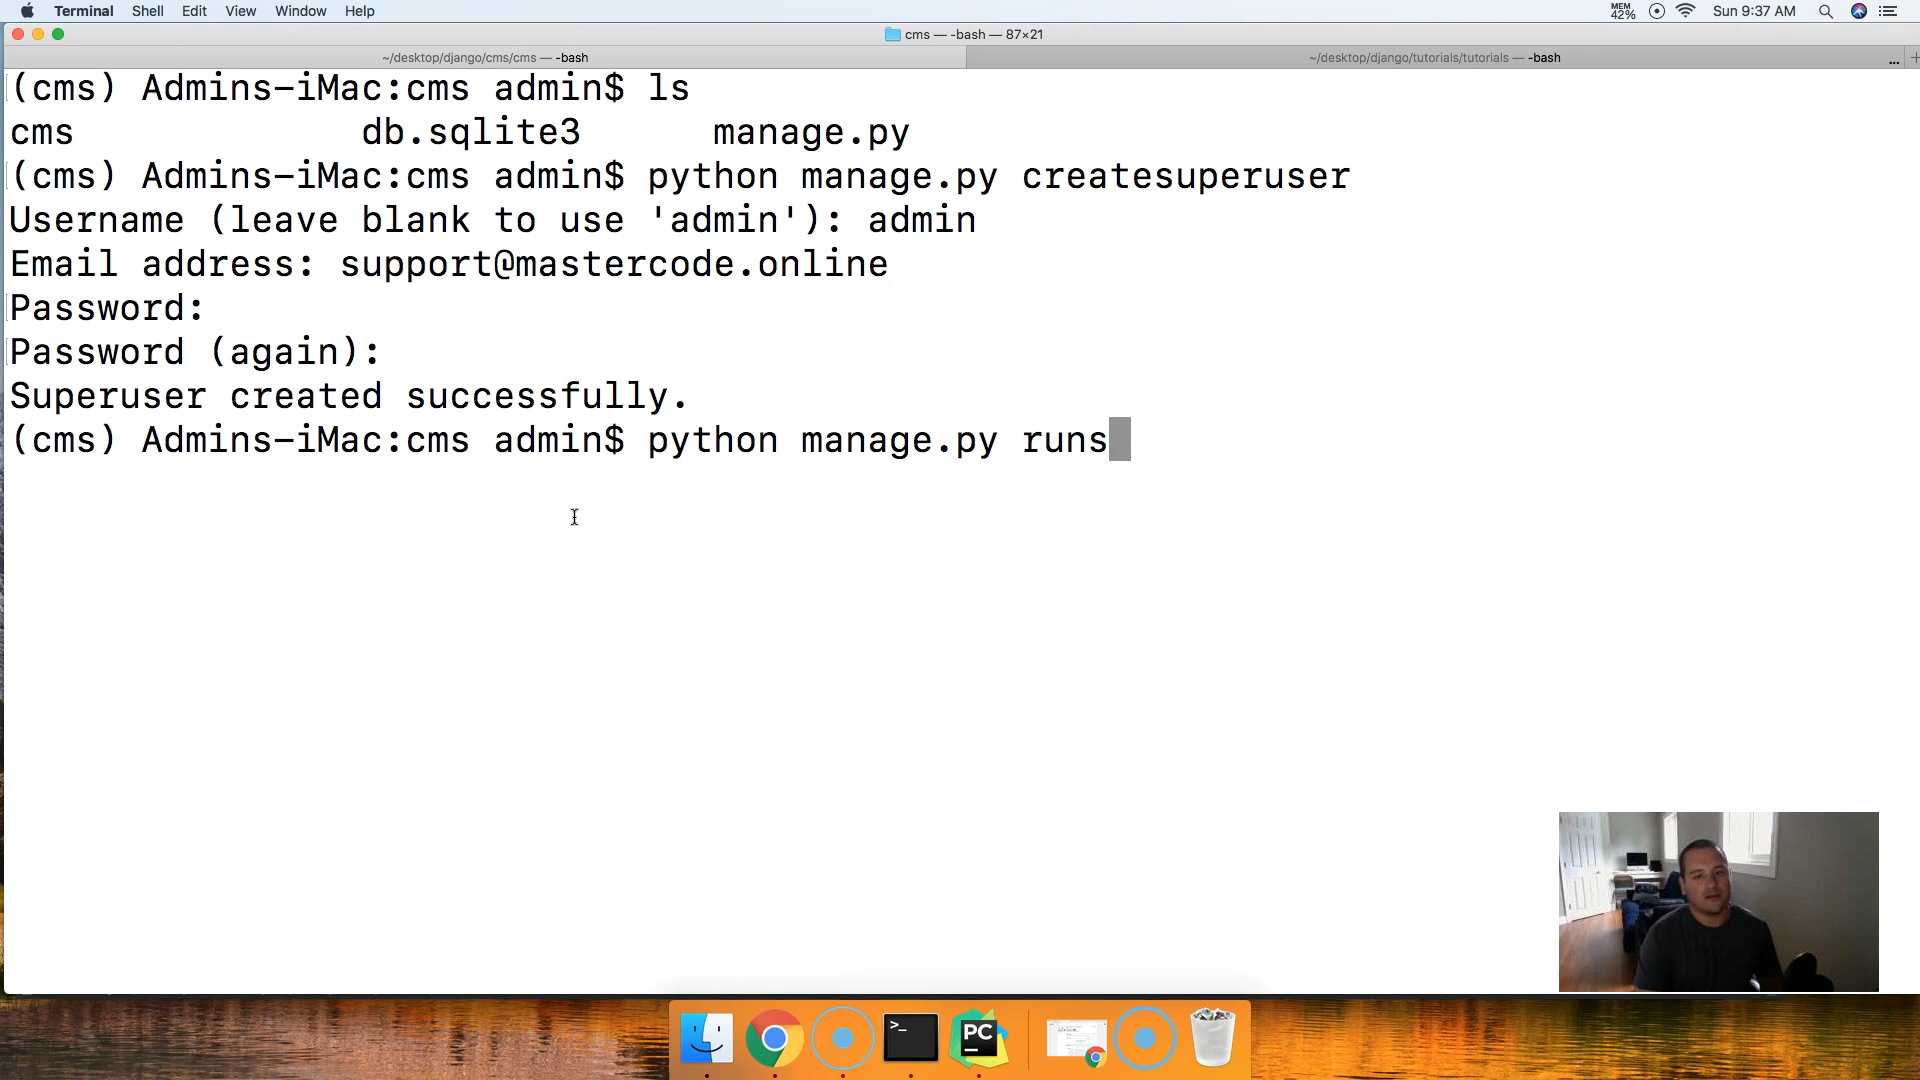 Terminal Shell Edit View Window Help MEM 42% Sun 9:37 AM
cms — -bash — 87×21
~/desktop/django/cms/cms — -bash ~/desktop/django/tutorials/tutorials — -bash ... +
(cms) Admins-iMac:cms admin$ ls
cms db.sqlite3 manage.py
(cms) Admins-iMac:cms admin$ python manage.py createsuperuser
Username (leave blank to use 'admin'): admin
Email address: support@mastercode.online
Password:
Password (again):
Superuser created successfully.
(cms) Admins-iMac:cms admin$ python manage.py runs
>_ PC